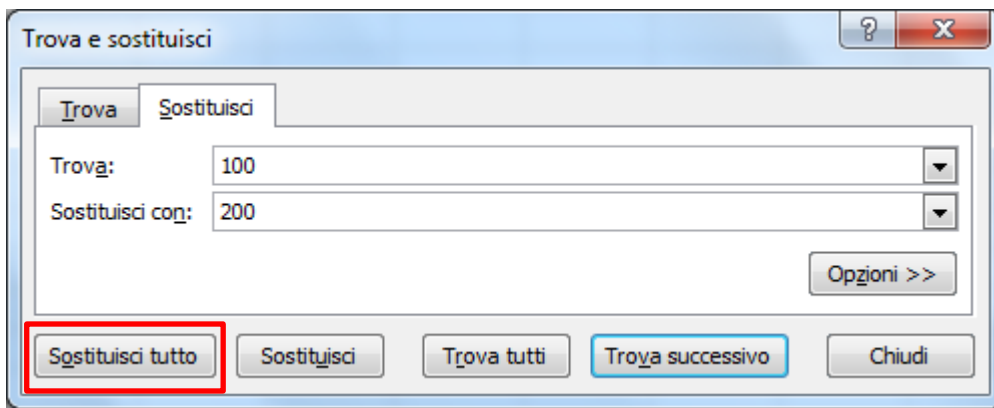 Trova e sostituisci
Trova Sostituisci
Trova: 100
Sostituisci con: 200
Opzioni >>
Sostituisci tutto Sostituisci Trova tutti Trova successivo Chiudi